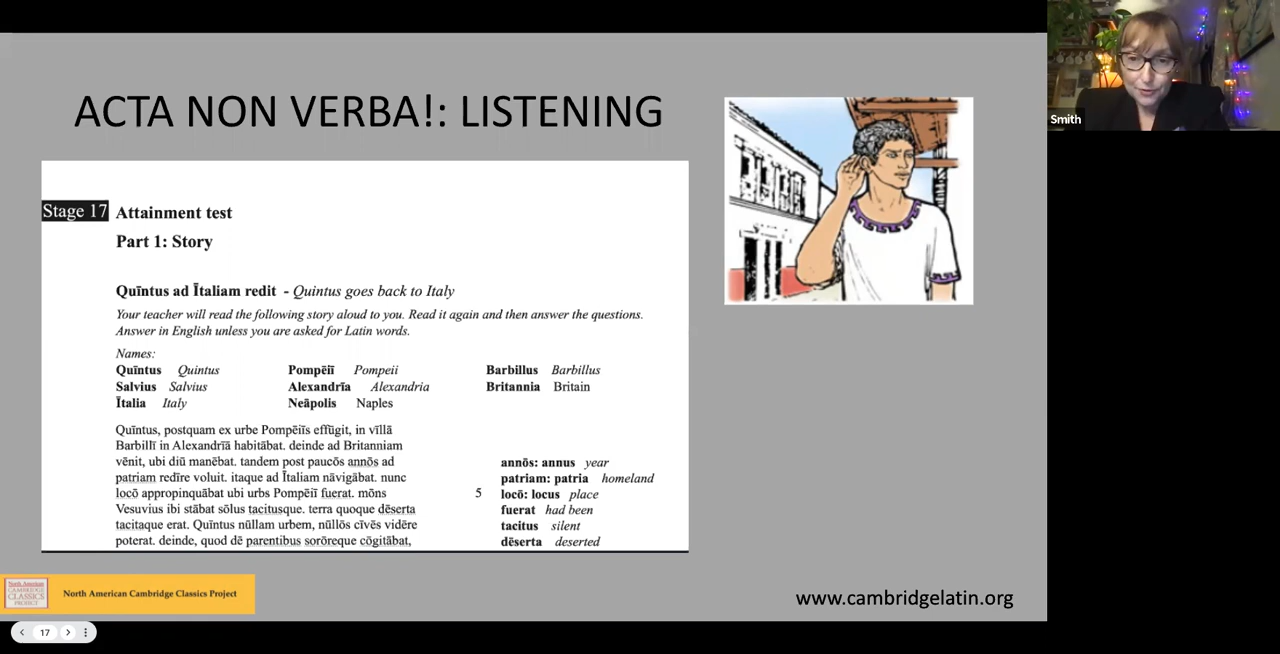 ACTA NON VERBA!: LISTENING
Smith
Stage 17 Attainment test
Part 1: Story
Quīntus ad Ītaliam redit - Quintus goes back to Italy
Your teacher will read the following story aloud to you. Read it again and then answer the questions.
Answer in English unless you are asked for Latin words.
Names:
Quīntus Quintus Pompēiī Pompeii Barbillus Barbillus
Salvius Salvius Alexandrīa Alexandria Britannia Britain
Ītalia Italy Neāpolis Naples
Quīntus, postquam ex urbe Pompēiīs effūgit, in vīllā
Barbillī in Alexandrīā habitābat. deinde ad Britanniam
vēnit, ubi diū manēbat. tandem post paucōs annōs ad
patriam redīre voluit. itaque ad Ītaliam nāvigābat. nunc
locō appropinquābat ubi urbs Pompēiī fuerat. mōns
Vesuvius ibi stābat sōlus tacitusque. terra quoque dēserta
tacitaque erat. Quīntus nūllam urbem, nūllōs cīvēs vidēre
poterat. deinde, quod dē parentibus sorōreque cōgitābat,
5
annōs: annus year
patriam: patria homeland
locō: locus place
fuerat had been
tacitus silent
dēserta deserted
North American
CAMBRIDGE
CLASSICS
PROJECT
North American Cambridge Classics Project
www.cambridgelatin.org
17